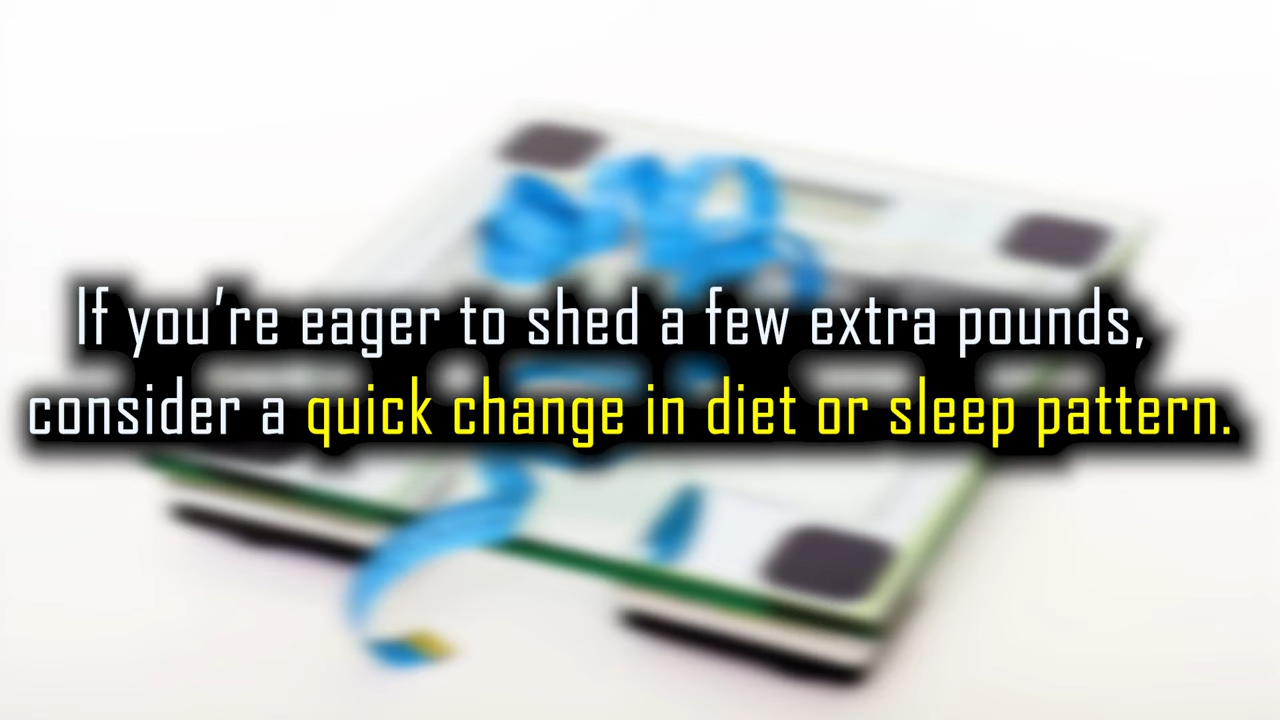 If you’re eager to shed a few extra pounds,
consider a quick change in diet or sleep pattern.